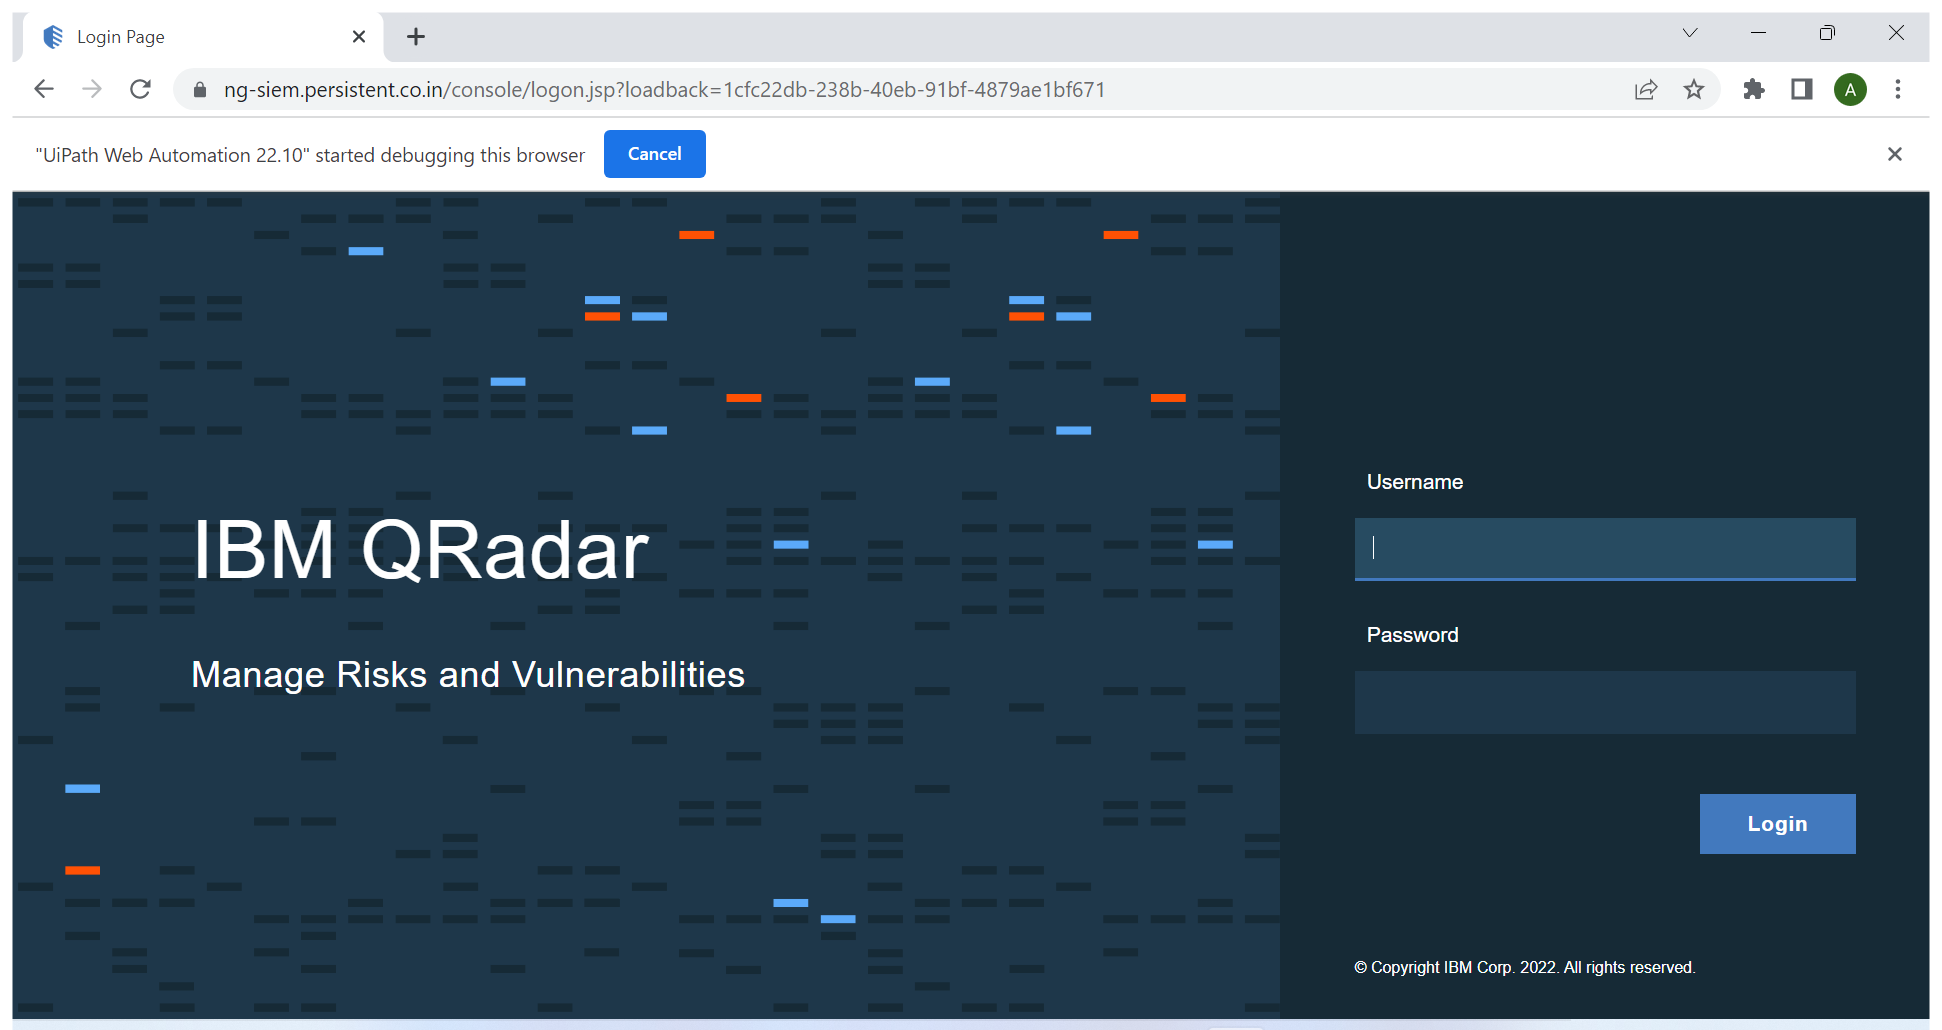 Login Page
ng-siem.persistent.co.in/console/logon.jsp?loadback=1cfc22db-238b-40eb-91bf-4879ae1bf671
A
"UiPath Web Automation 22.10" started debugging this browser
Cancel
IBM QRadar
Manage Risks and Vulnerabilities
Username
Password
Login
© Copyright IBM Corp. 2022. All rights reserved.